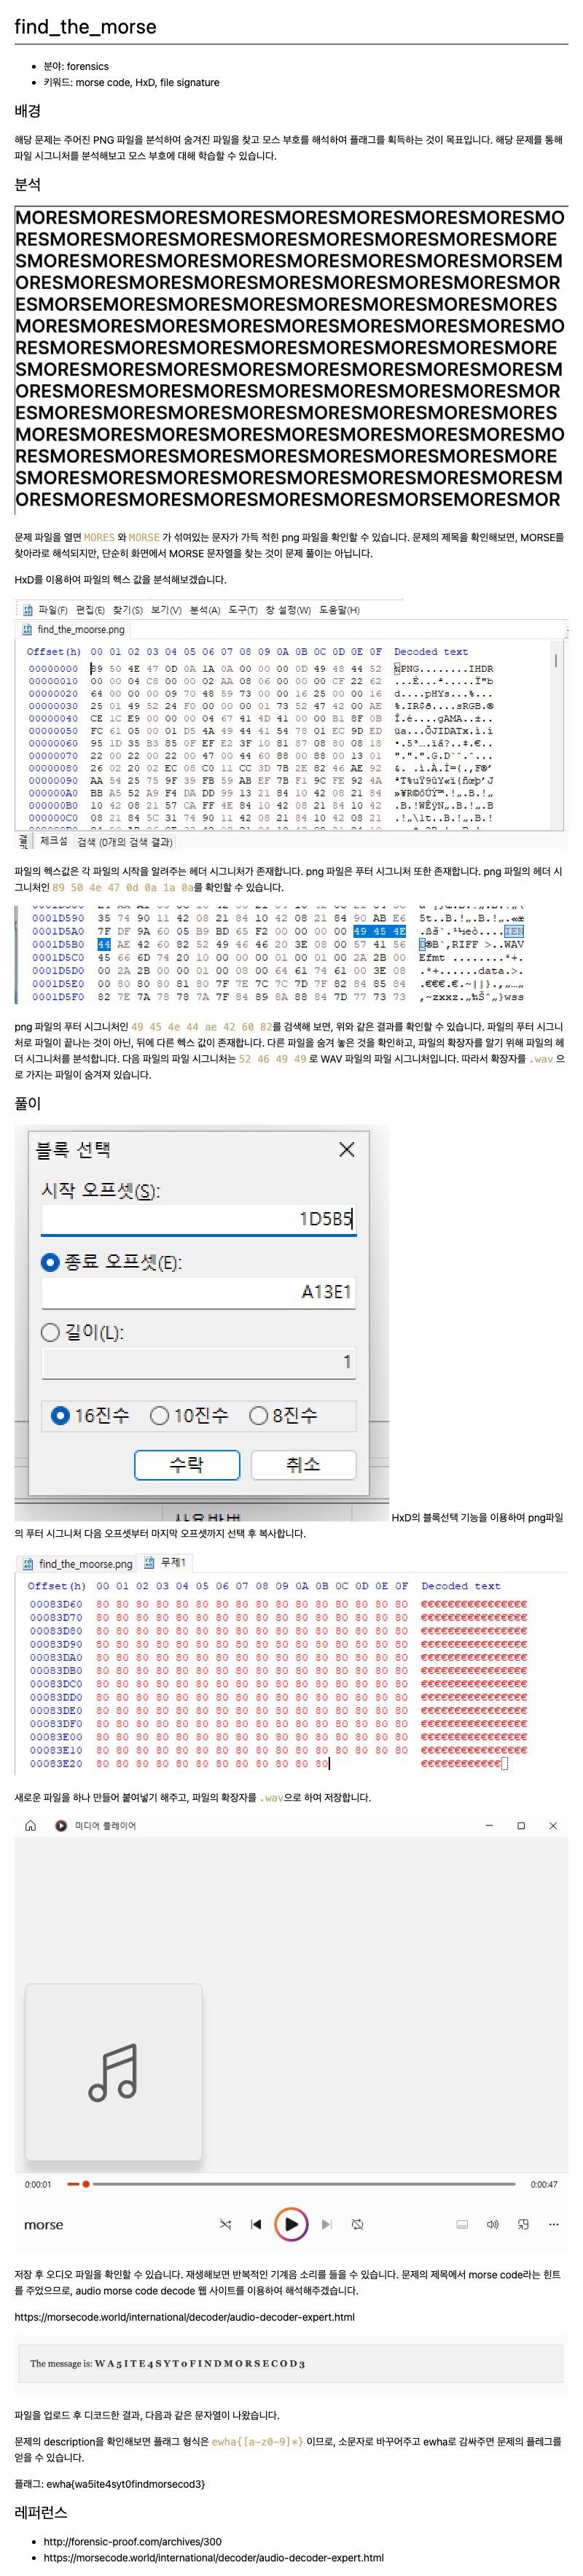 find_the_morse
• 분야: forensics
• 키워드: morse code, HxD, file signature
배경
해당 문제는 주어진 PNG 파일을 분석하여 숨겨진 파일을 찾고 모스 부호를 해석하여 플래그를 획득하는 것이 목표입니다. 해당 문제를 통해
파일 시그니처를 분석해보고 모스 부호에 대해 학습할 수 있습니다.
분석
MORESMORESMORESMORESMORESMORESMORESMORESMO
RESMORESMORESMORESMORESMORESMORESMORESMORE
SMORESMORESMORESMORESMORESMORESMORESMORSEM
ORESMORESMORESMORESMORESMORESMORESMORESMOR
ESMORSEMORESMORESMORESMORESMORESMORESMORES
MORESMORESMORESMORESMORESMORESMORESMORESMO
RESMORESMORESMORESMORESMORESMORESMORESMORE
SMORESMORESMORESMORESMORESMORESMORESMORESM
ORESMORESMORESMORESMORESMORESMORESMORESMOR
ESMORESMORESMORESMORESMORESMORESMORESMORES
MORESMORESMORESMORESMORESMORESMORESMORESMO
RESMORESMORESMORESMORESMORESMORESMORESMORE
SMORESMORESMORESMORESMORESMORESMORESMORESM
ORESMORESMORESMORESMORESMORESMORSEMORESMOR
문제 파일을 열면 MORES 와 MORSE 가 섞여있는 문자가 가득 적힌 png 파일을 확인할 수 있습니다. 문제의 제목을 확인해보면, MORSE를
찾아라로 해석되지만, 단순히 화면에서 MORSE 문자열을 찾는 것이 문제 풀이는 아닙니다.
HxD를 이용하여 파일의 헥스 값을 분석해보겠습니다.
파일(F) 편집(E) 찾기(S) 보기(V) 분석(A) 도구(T) 창 설정(W) 도움말(H)
find_the_moorse.png
Offset(h) 00 01 02 03 04 05 06 07 08 09 0A 0B 0C 0D 0E 0F Decoded text
00000000 89 50 4E 47 0D 0A 1A 0A 00 00 00 0D 49 48 44 52 ‰PNG........IHDR
00000010 00 00 04 C8 00 00 02 AA 08 06 00 00 00 CF 22 62 ...È...ª.....Ï"b
00000020 64 00 00 00 09 70 48 59 73 00 00 16 25 00 00 16 d....pHYs...%...
00000030 25 01 49 52 24 F0 00 00 00 01 73 52 47 42 00 AE %.IR$ð....sRGB.®
00000040 CE 1C E9 00 00 00 04 67 41 4D 41 00 00 B1 8F 0B Î.é....gAMA..±..
00000050 FC 61 05 00 01 D5 4A 49 44 41 54 78 01 EC 9D ED üa...ÕJIDATx.ì.í
00000060 95 1D 35 B3 85 0F EF E2 3F 10 81 87 08 80 08 18
00000070 22 00 22 00 22 00 47 00 44 60 88 00 88 00 13 01
00000080 26 02 20 02 EC 08 C0 11 CC 3D 7B 2E 82 46 AE 92
00000090 AA 54 25 75 9F 39 FB 59 AB EF 7B F1 9C FE 92 4A
000000A0 BB A5 52 A9 F4 DA DD 99 13 21 84 10 42 08 21 84
000000B0 10 42 08 21 57 CA FF 4E 84 10 42 08 21 84 10 42
000000C0 08 21 84 5C 31 74 90 11 42 08 21 84 10 42 08 21
체크섬 검색 (0개의 검색 결과)
파일의 헥스값은 각 파일의 시작을 알려주는 헤더 시그니처가 존재합니다. png 파일은 푸터 시그니처 또한 존재합니다. png 파일의 헤더 시
그니처인 89 50 4e 47 0d 0a 1a 0a를 확인할 수 있습니다.
0001D590 35 74 90 11 42 08 21 84 10 42 08 21 84 90 AB E6
0001D5A0 7F DF 9A 60 05 B9 BD 65 F2 00 00 00 00 49 45 4E
0001D5B0 44 AE 42 60 82 52 49 46 46 20 3E 08 00 57 41 56 D®B`‚RIFF >..WAV
0001D5C0 45 66 6D 74 20 10 00 00 00 01 00 01 00 2A 2B 00 Efmt ........*+.
0001D5D0 00 2A 2B 00 00 01 00 08 00 64 61 74 61 00 3E 08 .*+......data.>.
0001D5E0 00 80 80 80 81 80 7F 7E 7C 7C 7D 7F 82 84 85 84
0001D5F0 82 7E 7A 78 78 7A 7F 84 89 8A 88 84 7D 77 73 73
png 파일의 푸터 시그니처인 49 45 4e 44 ae 42 60 82를 검색해 보면, 위와 같은 결과를 확인할 수 있습니다. 파일의 푸터 시그니
처로 파일이 끝나는 것이 아닌, 뒤에 다른 헥스 값이 존재합니다. 다른 파일을 숨겨 놓은 것을 확인하고, 파일의 확장자를 알기 위해 파일의 헤
더 시그니처를 분석합니다. 다음 파일의 파일 시그니처는 52 46 49 49 로 WAV 파일의 파일 시그니처입니다. 따라서 확장자를 .wav 으
로 가지는 파일이 숨겨져 있습니다.
풀이
블록 선택
시작 오프셋(S):
1D5B5
종료 오프셋(E):
A13E1
길이(L):
1
16진수 10진수 8진수
수락 취소
HxD의 블록선택 기능을 이용하여 png파일
의 푸터 시그니처 다음 오프셋부터 마지막 오프셋까지 선택 후 복사합니다.
find_the_moorse.png 무제1
Offset(h) 00 01 02 03 04 05 06 07 08 09 0A 0B 0C 0D 0E 0F Decoded text
00083D60 80 80 80 80 80 80 80 80 80 80 80 80 80 80 80 80 €€€€€€€€€€€€€€€€
00083D70 80 80 80 80 80 80 80 80 80 80 80 80 80 80 80 80 €€€€€€€€€€€€€€€€
00083D80 80 80 80 80 80 80 80 80 80 80 80 80 80 80 80 80 €€€€€€€€€€€€€€€€
00083D90 80 80 80 80 80 80 80 80 80 80 80 80 80 80 80 80 €€€€€€€€€€€€€€€€
00083DA0 80 80 80 80 80 80 80 80 80 80 80 80 80 80 80 80 €€€€€€€€€€€€€€€€
00083DB0 80 80 80 80 80 80 80 80 80 80 80 80 80 80 80 80 €€€€€€€€€€€€€€€€
00083DC0 80 80 80 80 80 80 80 80 80 80 80 80 80 80 80 80 €€€€€€€€€€€€€€€€
00083DD0 80 80 80 80 80 80 80 80 80 80 80 80 80 80 80 80 €€€€€€€€€€€€€€€€
00083DE0 80 80 80 80 80 80 80 80 80 80 80 80 80 80 80 80 €€€€€€€€€€€€€€€€
00083DF0 80 80 80 80 80 80 80 80 80 80 80 80 80 80 80 80 €€€€€€€€€€€€€€€€
00083E00 80 80 80 80 80 80 80 80 80 80 80 80 80 80 80 80 €€€€€€€€€€€€€€€€
00083E10 80 80 80 80 80 80 80 80 80 80 80 80 80 80 80 80 €€€€€€€€€€€€€€€€
00083E20 80 80 80 80 80 80 80 80 80 80 80 80 €€€€€€€€€€€€
새로운 파일을 하나 만들어 붙여넣기 해주고, 파일의 확장자를 .wav으로 하여 저장합니다.
미디어 플레이어
0:00:01 0:00:47
morse
저장 후 오디오 파일을 확인할 수 있습니다. 재생해보면 반복적인 기계음 소리를 들을 수 있습니다. 문제의 제목에서 morse code라는 힌트
를 주었으므로, audio morse code decode 웹 사이트를 이용하여 해석해주겠습니다.
https://morsecode.world/international/decoder/audio-decoder-expert.html
The message is: W A 5 I T E 4 S Y T 0 F I N D M O R S E C O D 3
파일을 업로드 후 디코드한 결과, 다음과 같은 문자열이 나왔습니다.
문제의 description을 확인해보면 플래그 형식은 ewha{[a-z0-9]*} 이므로, 소문자로 바꾸어주고 ewha로 감싸주면 문제의 플레그를
얻을 수 있습니다.
플래그: ewha{wa5ite4syt0findmorsecod3}
레퍼런스
• http://forensic-proof.com/archives/300
• https://morsecode.world/international/decoder/audio-decoder-expert.html